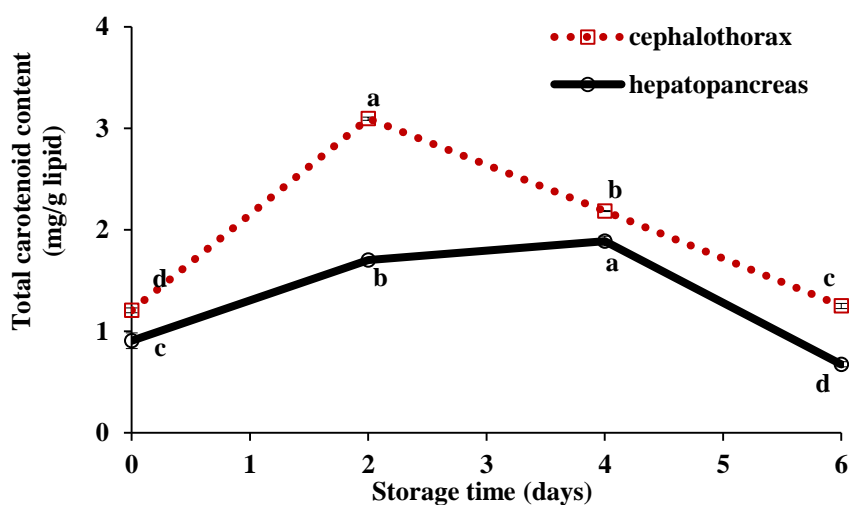 Total carotenoid content
(mg/g lipid)
4
3
2
1
0
cephalothorax
hepatopancreas
a
b
d
c
c
b
a
d
0 1 2 3 4 5 6
Storage time (days)